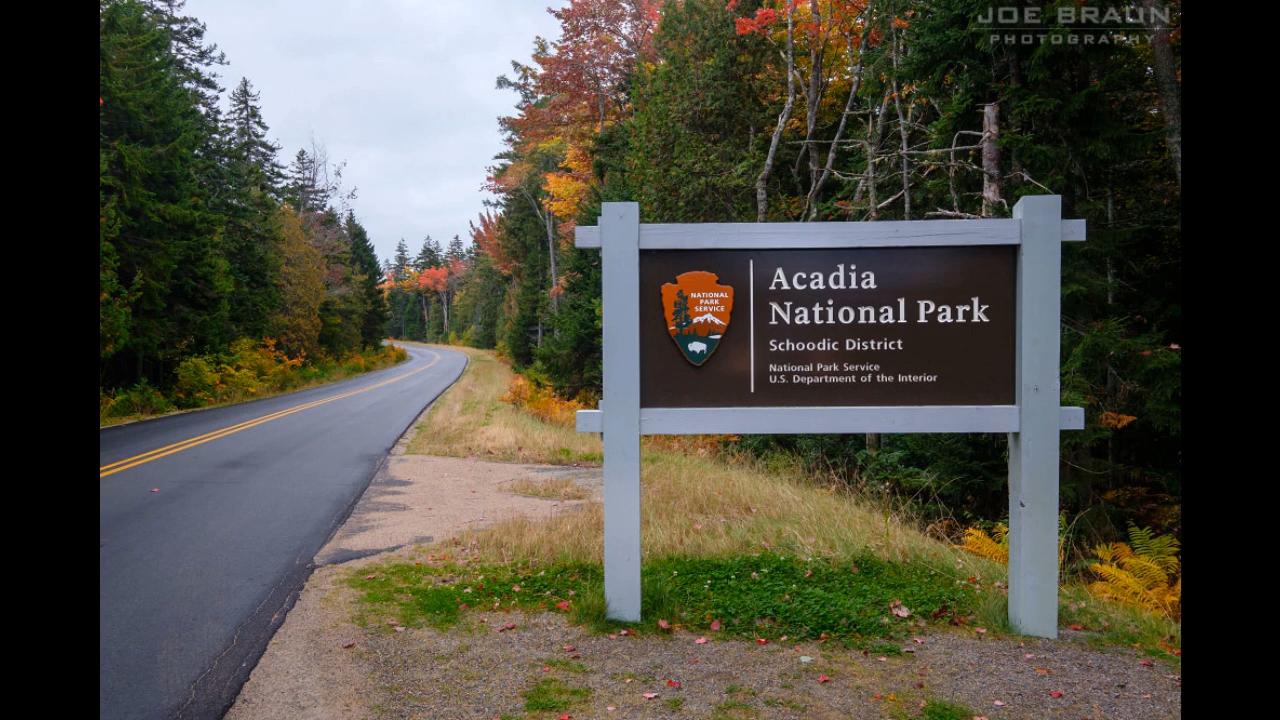 JOE BRAUN
PHOTOGRAPHY
NATIONAL
PARK
SERVICE
Acadia
National Park
Schoodic District
National Park Service
U.S. Department of the Interior